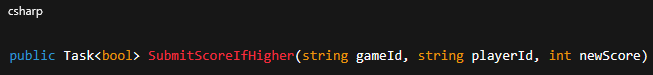 csharp
public Task<bool> SubmitScoreIfHigher(string gameId, string playerId, int newScore)